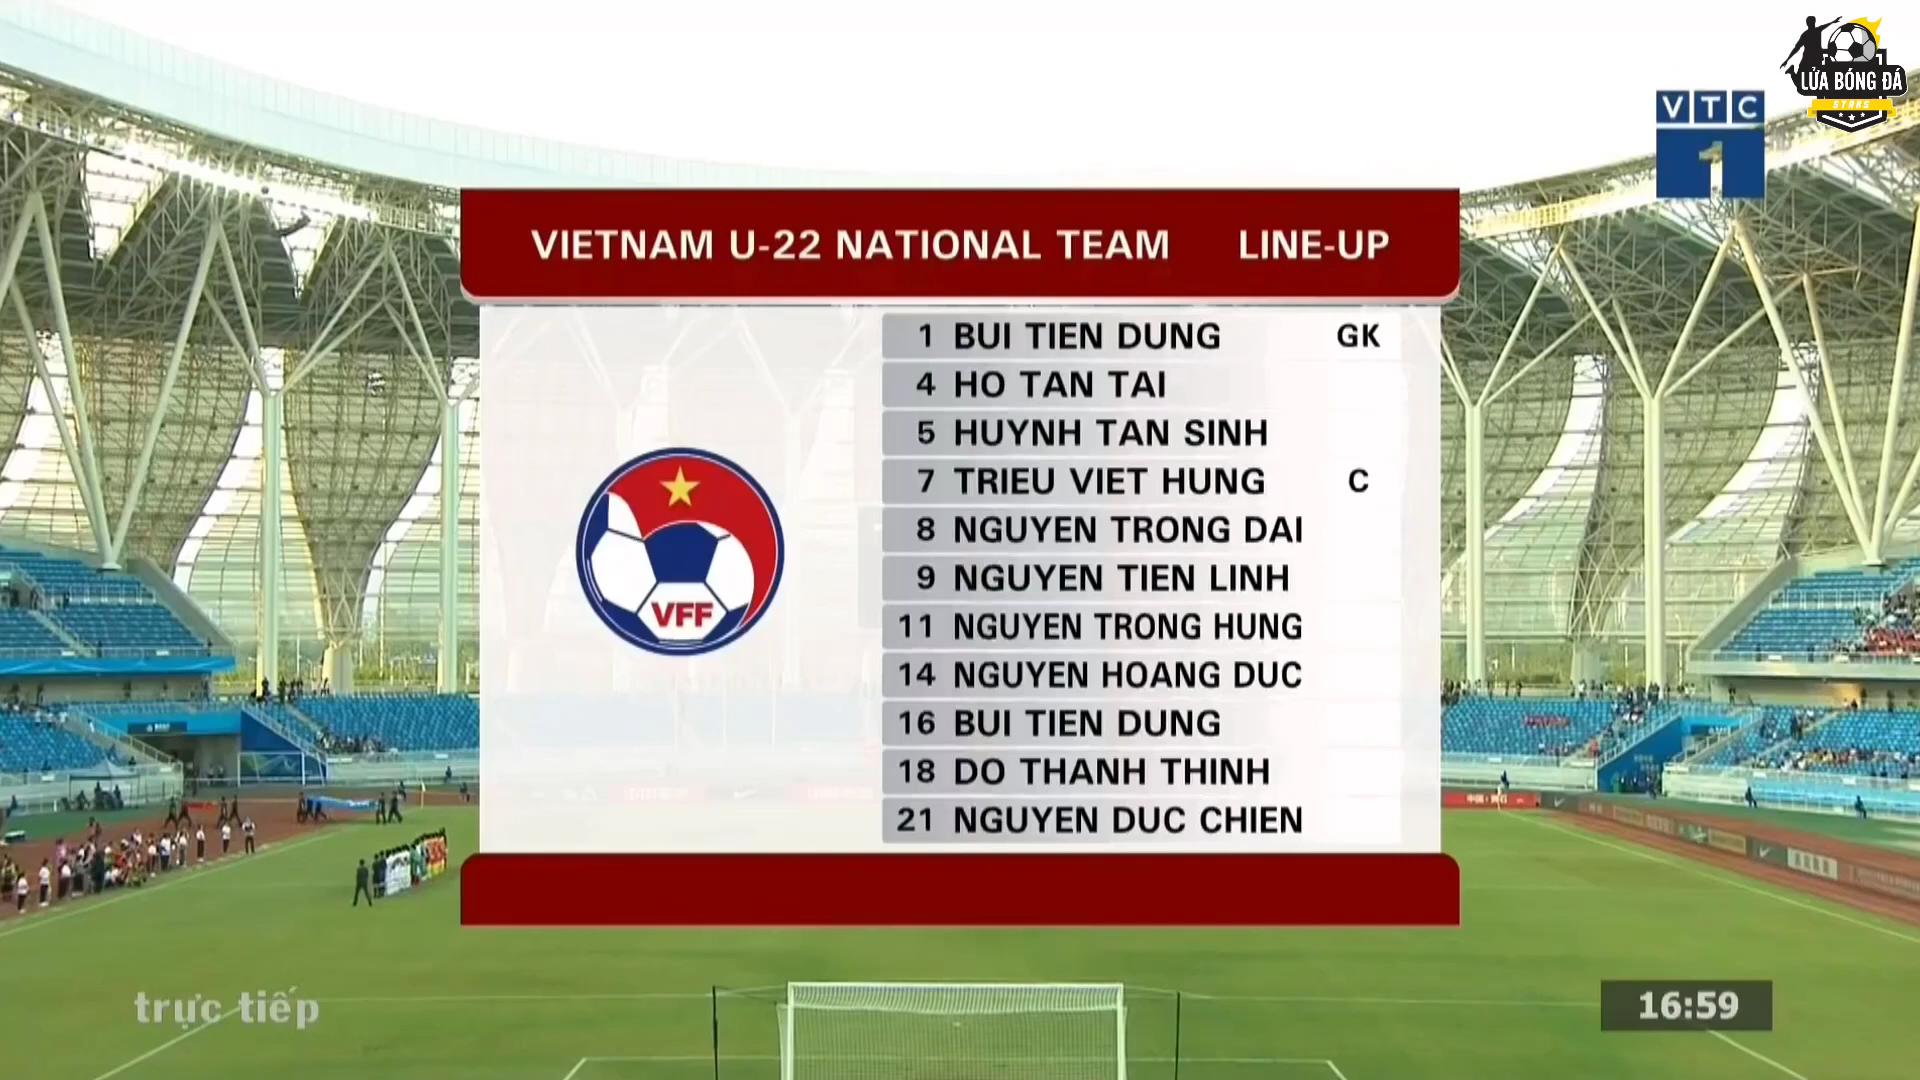 LỬA BÓNG ĐÁ
STARS
VTC
1
VIETNAM U-22 NATIONAL TEAM LINE-UP
1 BUI TIEN DUNG GK
4 HO TAN TAI
5 HUYNH TAN SINH
7 TRIEU VIET HUNG C
8 NGUYEN TRONG DAI
9 NGUYEN TIEN LINH
11 NGUYEN TRONG HUNG
14 NGUYEN HOANG DUC
16 BUI TIEN DUNG
18 DO THANH THINH
21 NGUYEN DUC CHIEN
VFF
trực tiếp
16:59